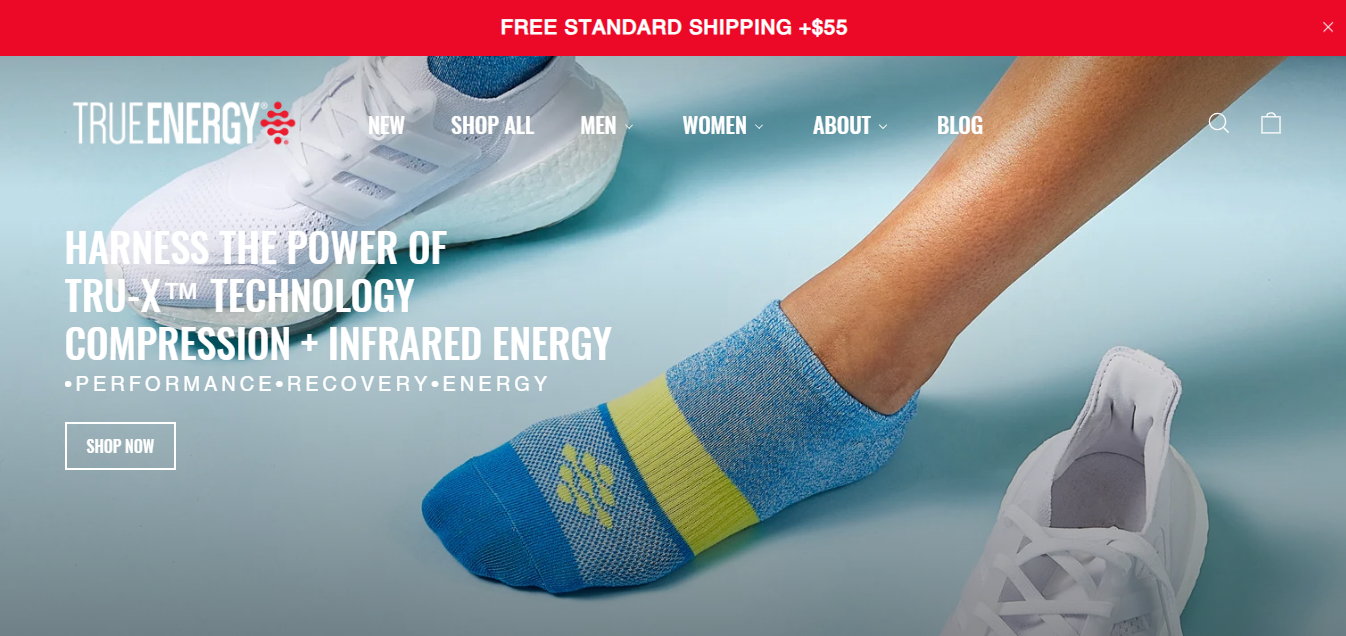 FREE STANDARD SHIPPING +$55
TRUEENERGY®
NEW SHOP ALL MEN WOMEN ABOUT BLOG
HARNESS THE POWER OF
TRU-X™ TECHNOLOGY
COMPRESSION + INFRARED ENERGY
•PERFORMANCE•RECOVERY•ENERGY
SHOP NOW